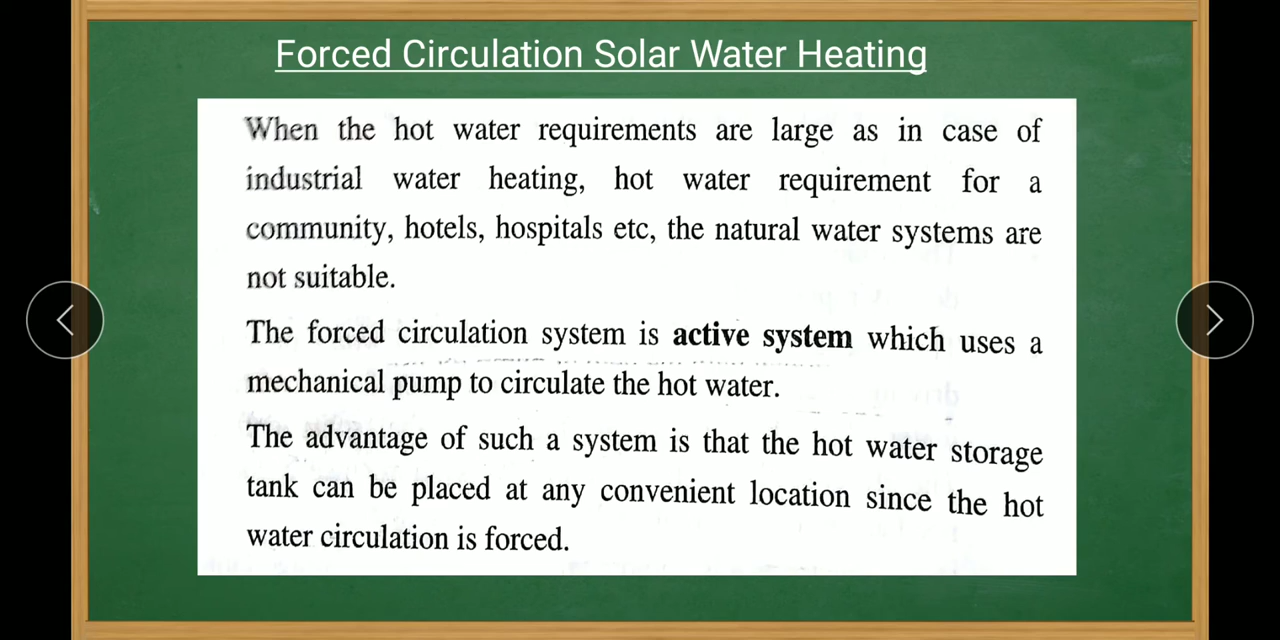 Forced Circulation Solar Water Heating
When the hot water requirements are large as in case of
industrial water heating, hot water requirement for a
community, hotels, hospitals etc, the natural water systems are
not suitable.
The forced circulation system is active system which uses a
mechanical pump to circulate the hot water.
The advantage of such a system is that the hot water storage
tank can be placed at any convenient location since the hot
water circulation is forced.